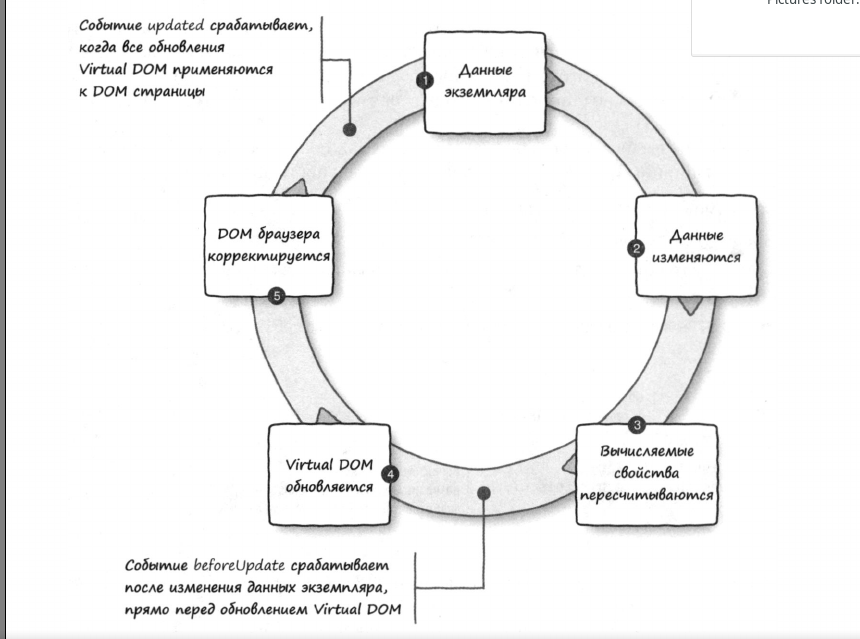 Pictures folder.
Событие updated срабатывает,
когда все обновления
Virtual DOM применяются
к DOM страницы
1
Данные
экземпляра
2
Данные
изменяются
3
Вычисляемые
свойства
пересчитываются
4
Virtual DOM
обновляется
5
DOM браузера
корректируется
Событие beforeUpdate срабатывает
после изменения данных экземпляра,
прямо перед обновлением Virtual DOM